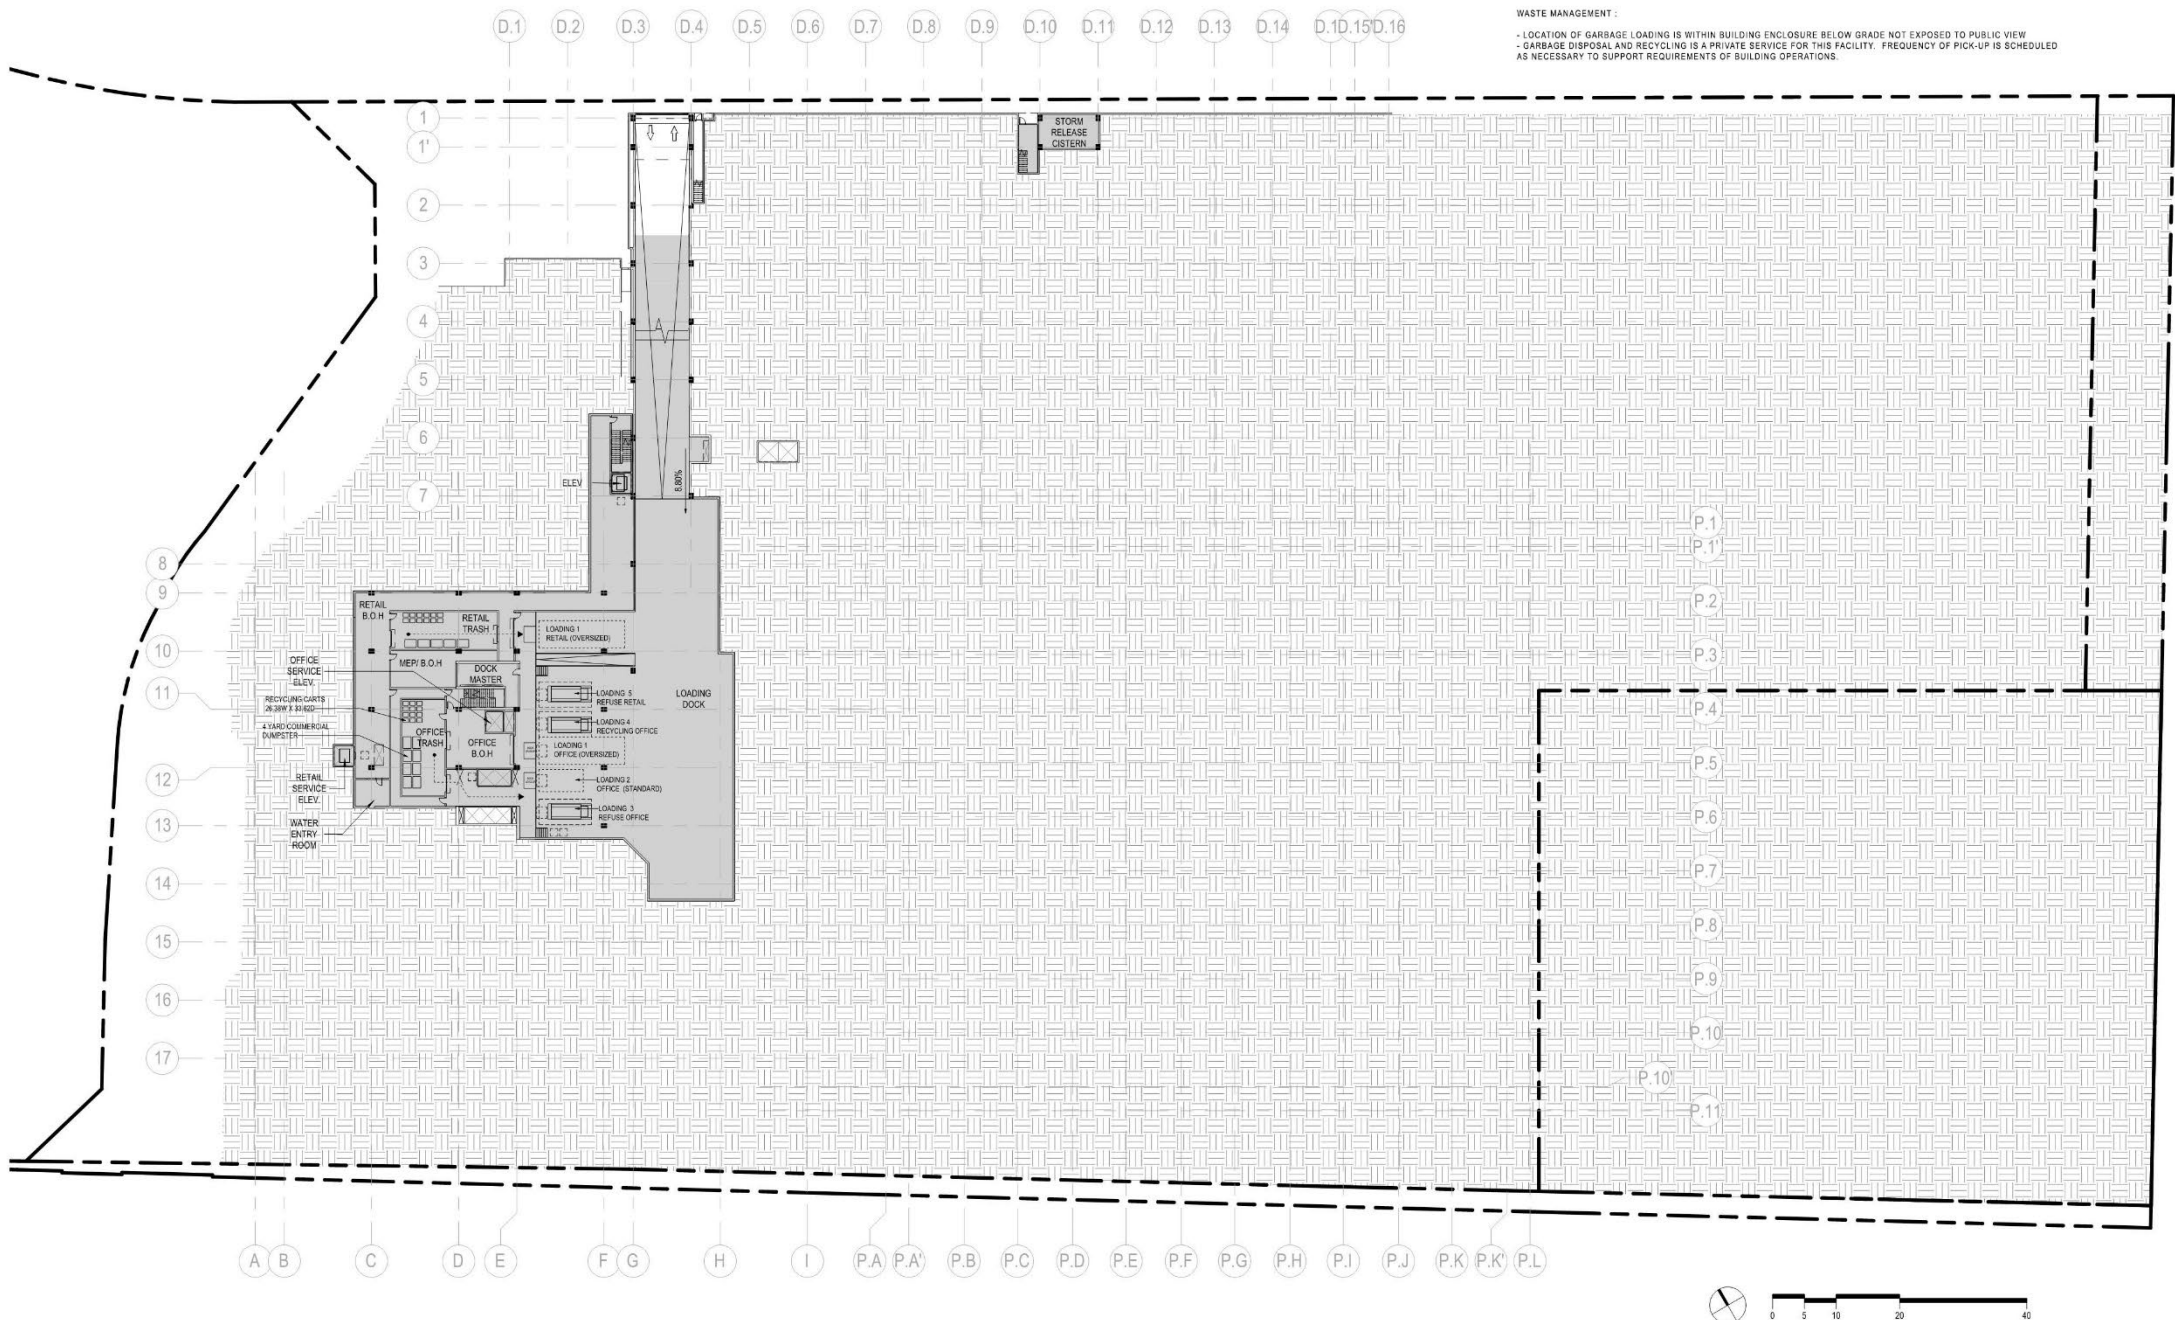 WASTE MANAGEMENT :
- LOCATION OF GARBAGE LOADING IS WITHIN BUILDING ENCLOSURE BELOW GRADE NOT EXPOSED TO PUBLIC VIEW
- GARBAGE DISPOSAL AND RECYCLING IS A PRIVATE SERVICE FOR THIS FACILITY. FREQUENCY OF PICK-UP IS SCHEDULED
AS NECESSARY TO SUPPORT REQUIREMENTS OF BUILDING OPERATIONS.
D.1 D.2 D.3 D.4 D.5 D.6 D.7 D.8 D.9 D.10 D.11 D.12 D.13 D.14 D.15' D.16
1
1'
2
3
4
5
6
7
8
9
10
11
12
13
14
15
16
17
STORM
RELEASE
CISTERN
ELEV
8.80%
RETAIL
B.O.H
RETAIL
TRASH
LOADING 1
RETAIL (OVERSIZED)
OFFICE
SERVICE
ELEV.
MEP/ B.O.H
DOCK
MASTER
RECYCLING CARTS
26.38W X 33.62D
4 YARD COMMERCIAL
DUMPSTER
OFFICE
TRASH
OFFICE
B.O.H
LOADING 5
REFUSE RETAIL
LOADING 4
RECYCLING OFFICE
LOADING 1
OFFICE (OVERSIZED)
LOADING 2
OFFICE (STANDARD)
LOADING 3
REFUSE OFFICE
LOADING
DOCK
RETAIL
SERVICE
ELEV.
WATER
ENTRY
ROOM
P.1
P.1'
P.2
P.3
P.4
P.5
P.6
P.7
P.8
P.9
P.10
P.10'
P.11
A B C D E F G H I P.A P.A' P.B P.C P.D P.E P.F P.G P.H P.I P.J P.K P.K' P.L
0 5 10 20 40